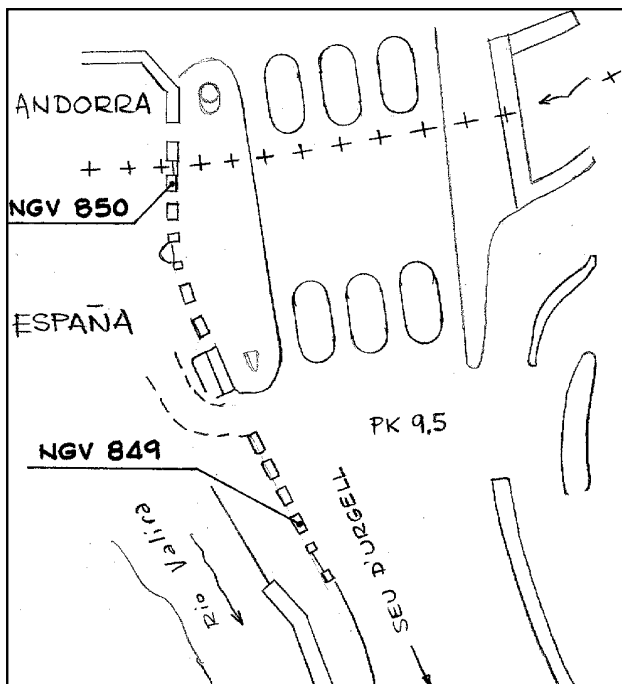 ANDORRA
NGV 850
ESPAÑA
PK 9,5
NGV 849
SEU D'URGELL
Rio Valira